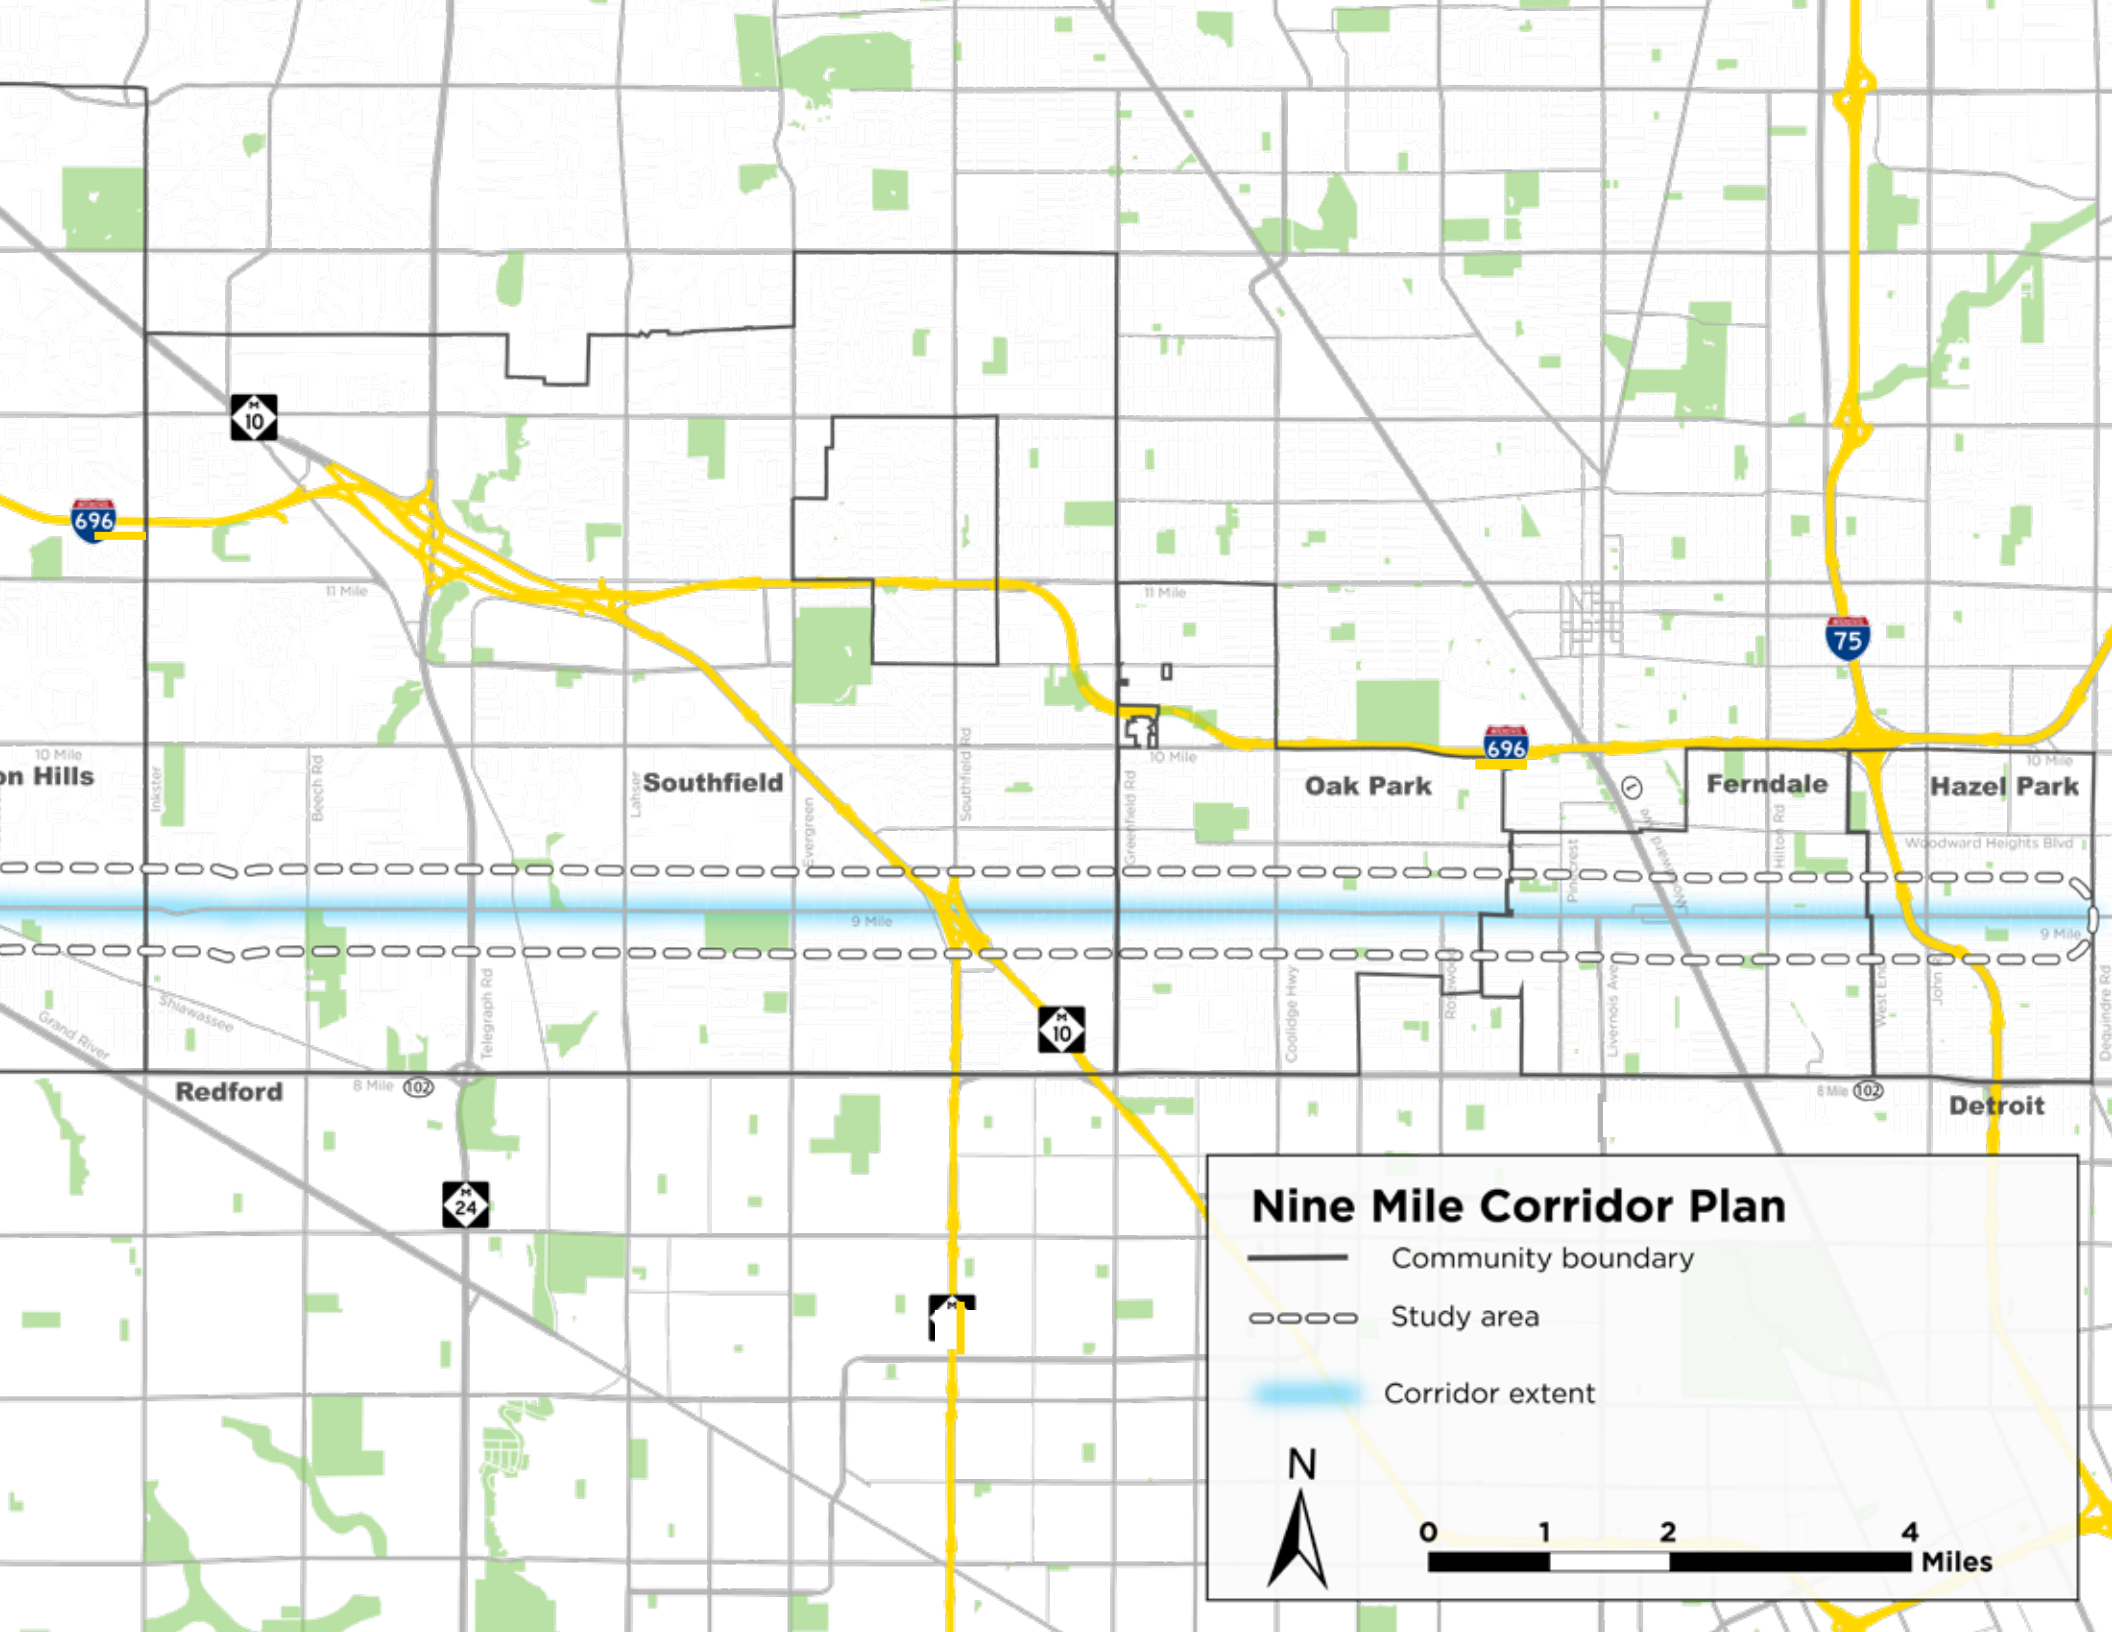 M
10
696
11 Mile
11 Mile
75
696
10 Mile
10 Mile
10 Mile
on Hills
Inkster
Beech Rd
Lahser
Southfield
Evergreen
Southfield Rd
Greenfield Rd
Oak Park
Ferndale
Hazel Park
Woodward Ave
Pinecrest
Hilton Rd
Woodward Heights Blvd
9 Mile
9 Mile
Shiawassee
Grand River
Telegraph Rd
M
10
Coolidge Hwy
Rosewood
Livernois Ave
West End
John R
Dequindre Rd
Redford
8 Mile
102
8 Mile
102
Detroit
M
24
M
Nine Mile Corridor Plan
Community boundary
Study area
Corridor extent
N
0 1 2 4
Miles